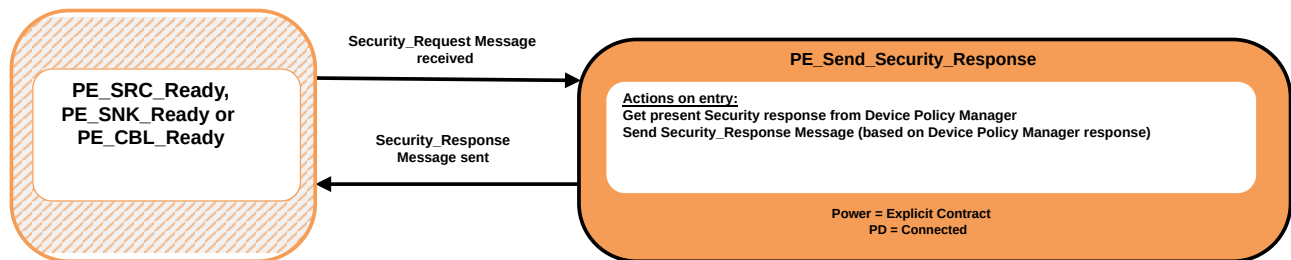 PE_SRC_Ready,
PE_SNK_Ready or
PE_CBL_Ready
Security_Request Message
received
Security_Response
Message sent
PE_Send_Security_Response
Actions on entry:
Get present Security response from Device Policy Manager
Send Security_Response Message (based on Device Policy Manager response)
Power = Explicit Contract
PD = Connected